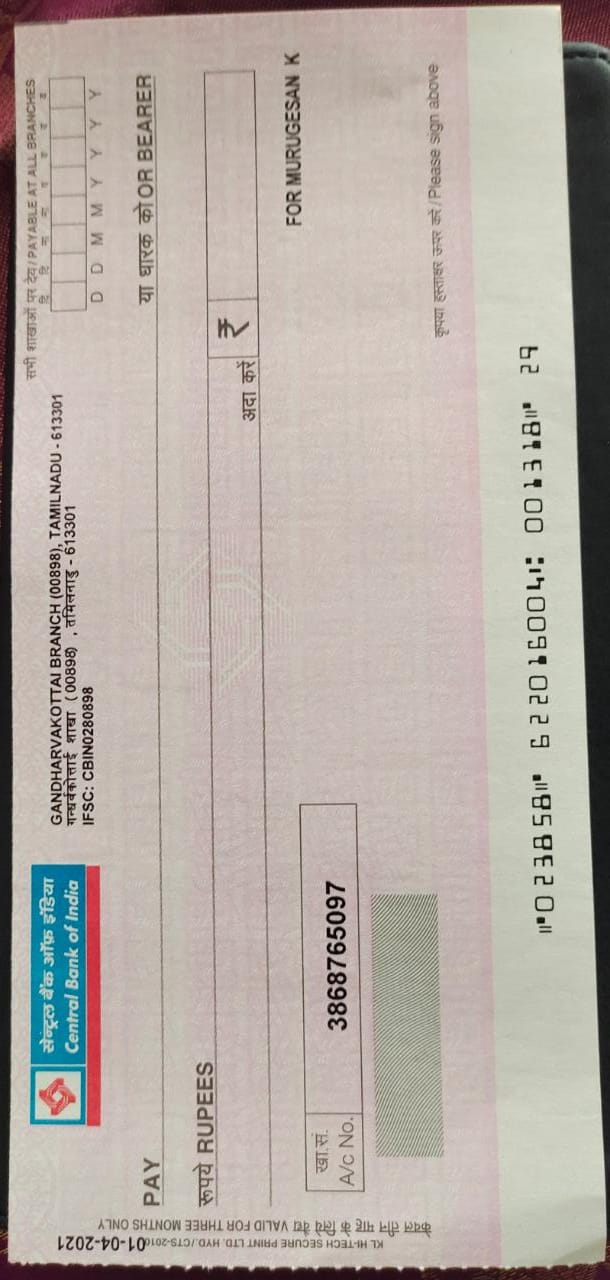 सेन्ट्रल बैंक ऑफ़ इंडिया
Central Bank of India
GANDHARVAKOTTAI BRANCH (00898), TAMILNADU - 613301
गन्धर्वकोत्ताई शाखा (00898) , तमिलनाडु - 613301
IFSC: CBIN0280898
सभी शाखाओं पर देय/PAYABLE AT ALL BRANCHES
दि दि मा मा व व व व
D D M M Y Y Y Y
PAY
या धारक को OR BEARER
रूपये RUPEES
अदा करें
₹
खा.सं.
A/c No.
3868765097
FOR MURUGESAN K
कृपया हस्ताक्षर ऊपर करें/Please sign above
⑈023858⑈ 622016004⑆ 001318⑈ 29
केवल तीन माह के लिये वैध VALID FOR THREE MONTHS ONLY
KL HI-TECH SECURE PRINT LTD. HYD./CTS-2010
01-04-2021